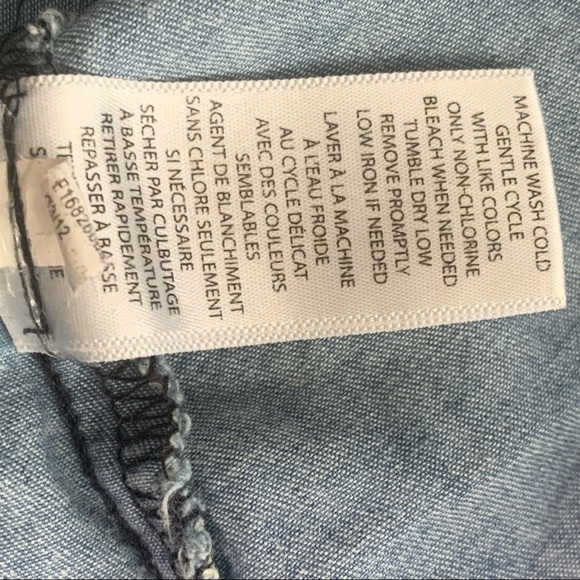 MACHINE WASH COLD
GENTLE CYCLE
WITH LIKE COLORS
ONLY NON-CHLORINE
BLEACH WHEN NEEDED
TUMBLE DRY LOW
REMOVE PROMPTLY
LOW IRON IF NEEDED
LAVER À LA MACHINE
À L'EAU FROIDE
AU CYCLE DÉLICAT
AVEC DES COULEURS
SEMBLABLES
AGENT DE BLANCHIMENT
SANS CHLORE SEULEMENT
SI NÉCESSAIRE
SÉCHER PAR CULBUTAGE
À BASSE TEMPÉRATURE
RETIRER RAPIDEMENT
REPASSER À BASSE